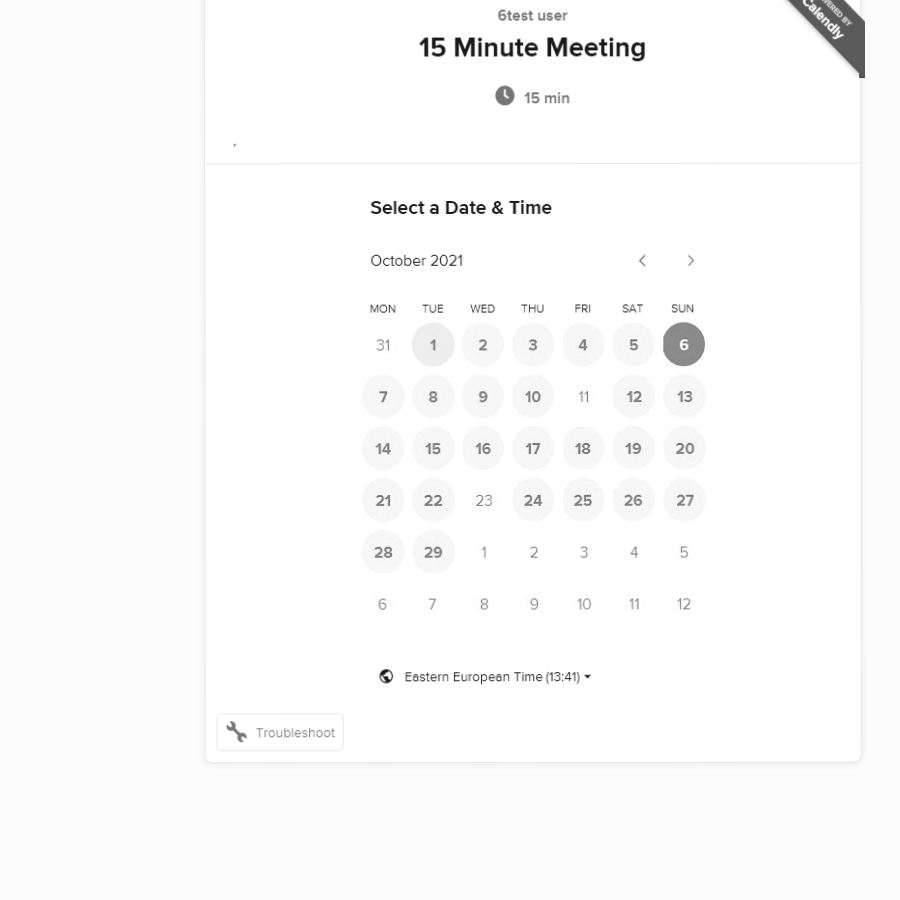 6test user
15 Minute Meeting
POWERED BY
Calendly
15 min
Select a Date & Time
October 2021
MON TUE WED THU FRI SAT SUN
31 1 2 3 4 5 6
7 8 9 10 11 12 13
14 15 16 17 18 19 20
21 22 23 24 25 26 27
28 29 1 2 3 4 5
6 7 8 9 10 11 12
Eastern European Time (13:41)
Troubleshoot